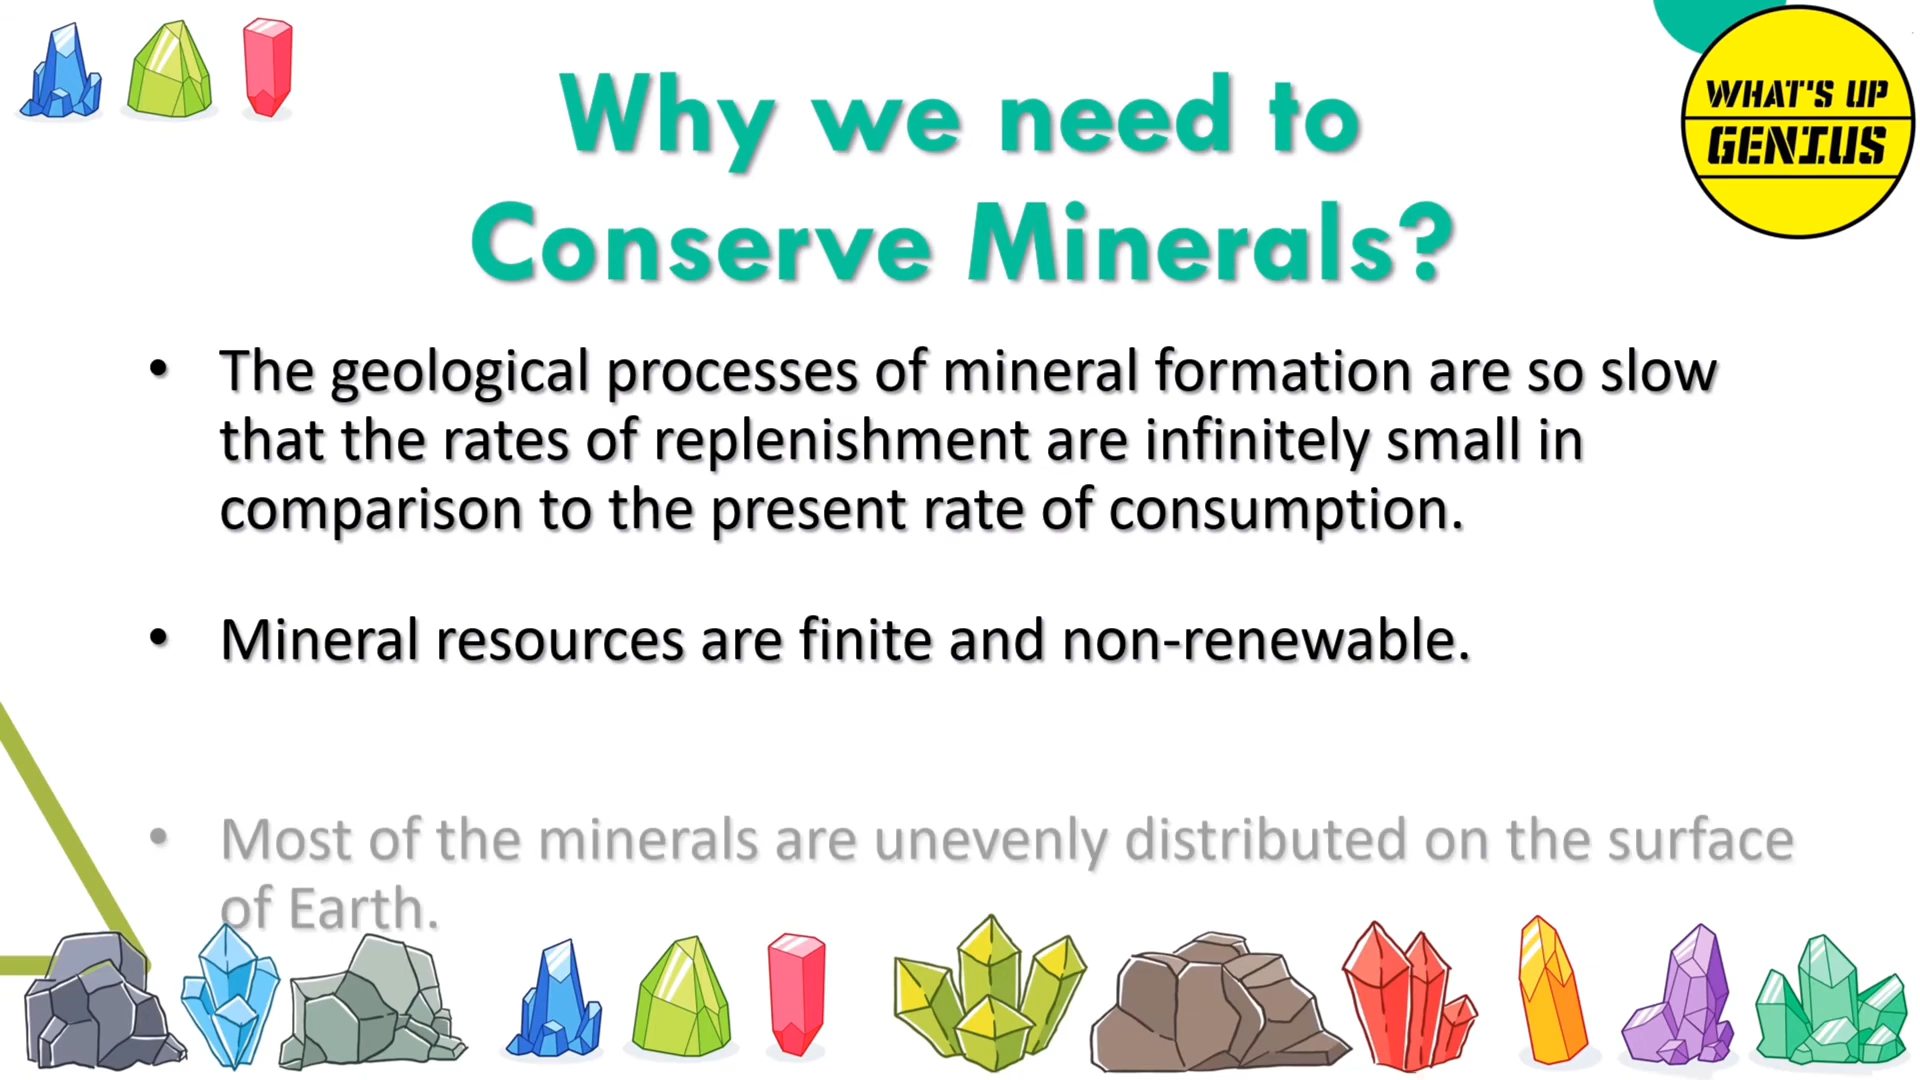 WHAT'S UP
GENIUS
Why we need to
Conserve Minerals?
• The geological processes of mineral formation are so slow
that the rates of replenishment are infinitely small in
comparison to the present rate of consumption.
• Mineral resources are finite and non-renewable.
• Most of the minerals are unevenly distributed on the surface
of Earth.